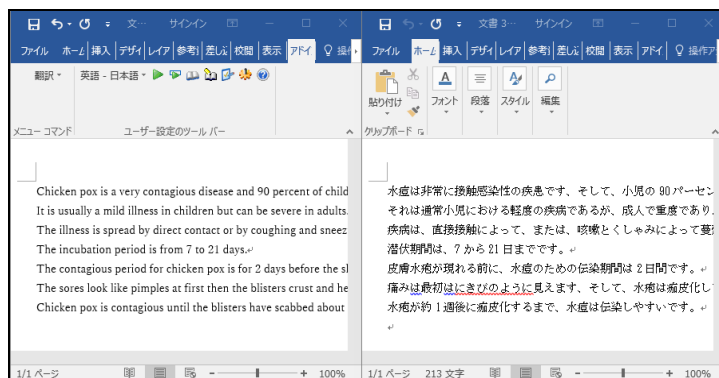 文… サインイン
ファイル ホーム 挿入 デザイ レイア 参考 差し込 校閲 表示 アドイ 操作
翻訳 英語 - 日本語
メニュー コマンド ユーザー設定のツール バー
Chicken pox is a very contagious disease and 90 percent of child
It is usually a mild illness in children but can be severe in adults.
The illness is spread by direct contact or by coughing and sneez
The incubation period is from 7 to 21 days.
The contagious period for chicken pox is for 2 days before the sl
The sores look like pimples at first then the blisters crust and he
Chicken pox is contagious until the blisters have scabbed about
1/1 ページ 100%
文書 3… サインイン
ファイル ホーム 挿入 デザイ レイア 参考 差し込 校閲 表示 アドイ 操作ア
貼り付け フォント 段落 スタイル 編集
クリップボード
水痘は非常に接触感染性の疾患です、そして、小児の 90 パーセン
それは通常小児における軽度の疾病であるが、成人で重度であり
疾病は、直接接触によって、または、咳嗽とくしゃみによって蔓
潜伏期間は、7 から 21 日までです。
皮膚水疱が現れる前に、水痘のための伝染期間は 2 日間です。
痛みは最初はにきびのように見えます、そして、水疱は痂皮化し
水疱が約 1 週後に痂皮化するまで、水痘は伝染しやすいです。
1/1 ページ 213 文字 100%